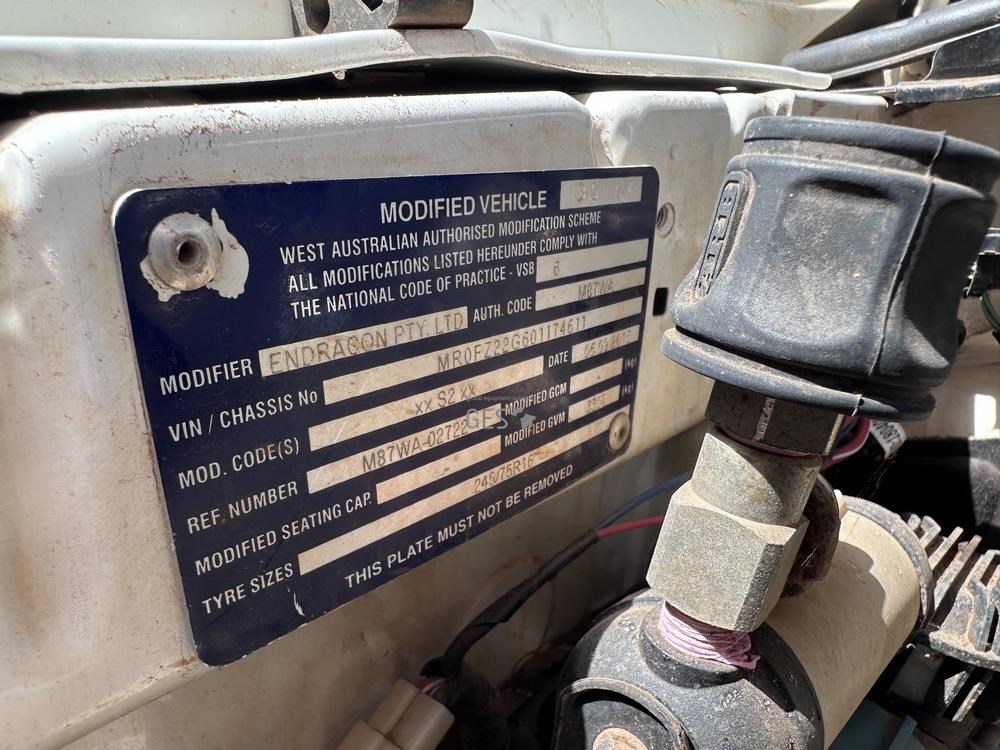 MODIFIED VEHICLE
WEST AUSTRALIAN AUTHORISED MODIFICATION SCHEME
ALL MODIFICATIONS LISTED HEREUNDER COMPLY WITH
THE NATIONAL CODE OF PRACTICE - VSB 6
MODIFIER ENDRAGON PTY. LTD AUTH. CODE M87WA
VIN / CHASSIS No MR0FZ22G601174611
MOD. CODE(S) xx S2 xx DATE
REF. NUMBER M87WA-02722 MODIFIED GCM (kg)
MODIFIED SEATING CAP. MODIFIED GVM (kg)
TYRE SIZES 245/75R16
THIS PLATE MUST NOT BE REMOVED
GES